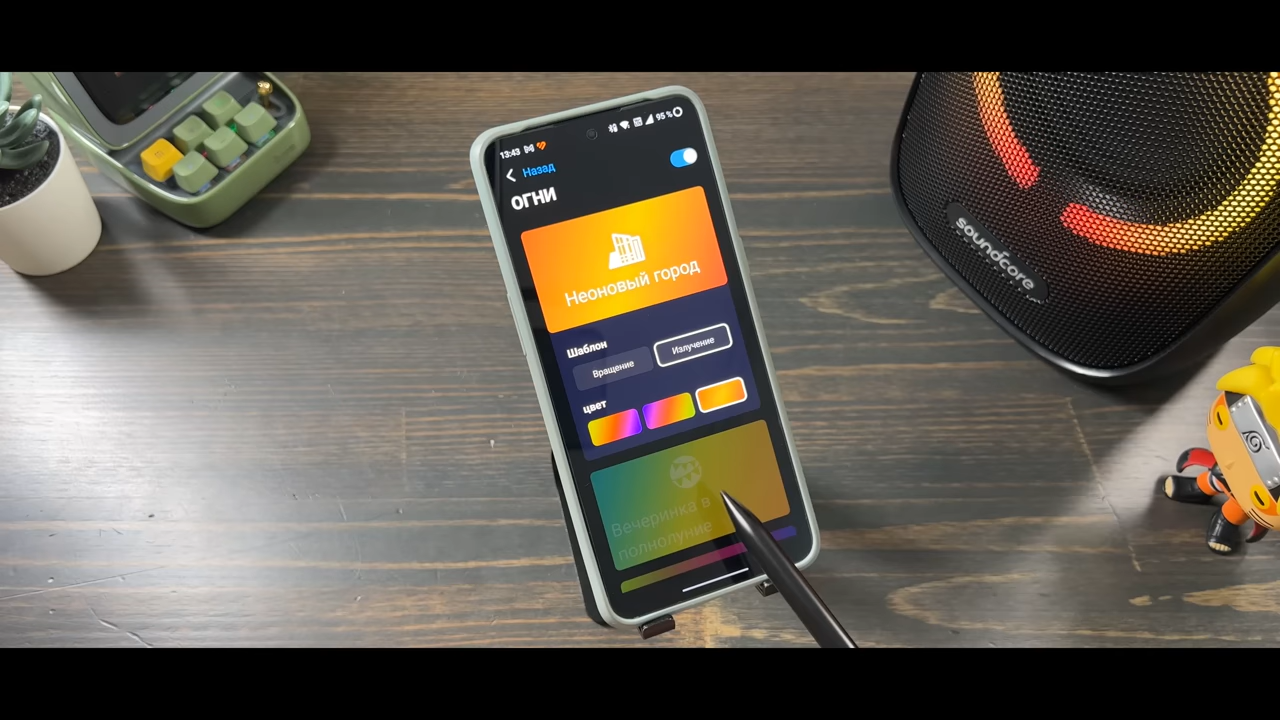 13:43
95 %
Назад
ОГНИ
Неоновый город
Шаблон
Вращение
Излучение
цвет
Вечеринка в
полнолуние
soundcore